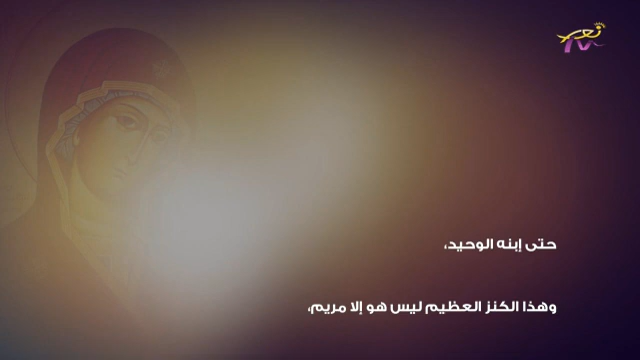 حتى إبنه الوحيد،
وهذا الكنز العظيم ليس هو إلا مريم،